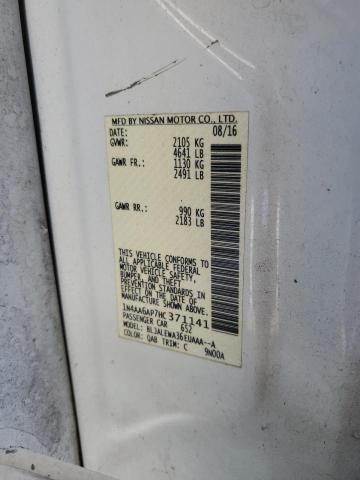 MFD BY NISSAN MOTOR CO., LTD.
DATE: 08/16
GVWR: 2105 KG
4641 LB
GAWR FR.: 1130 KG
2491 LB
GAWR RR.: 990 KG
2183 LB
THIS VEHICLE CONFORMS TO
ALL APPLICABLE FEDERAL
MOTOR VEHICLE SAFETY,
BUMPER, AND THEFT
PREVENTION STANDARDS IN
EFFECT ON THE DATE OF
MANUFACTURE SHOWN ABOVE.
1N4AA6AP7HC 371141
PASSENGER CAR 652
MODEL: BLJALEWA36EUAAA--A
COLOR: QAB TRIM: C 9N00A